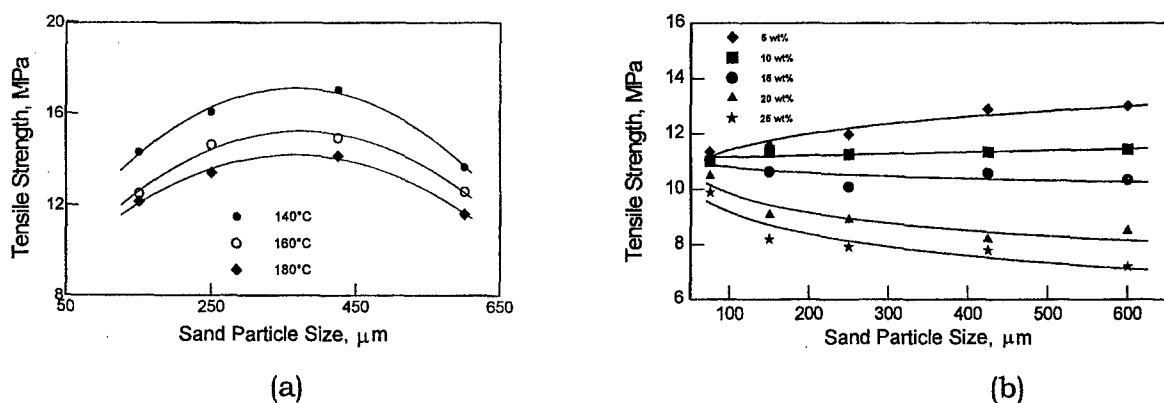 20
16
12
8
Tensile Strength, MPa
140°C
160°C
180°C
50
250
450
650
Sand Particle Size, μm
(a)
16
14
12
10
8
6
Tensile Strength, MPa
5 wt%
10 wt%
15 wt%
20 wt%
25 wt%
100
200
300
400
500
600
Sand Particle Size, μm
(b)